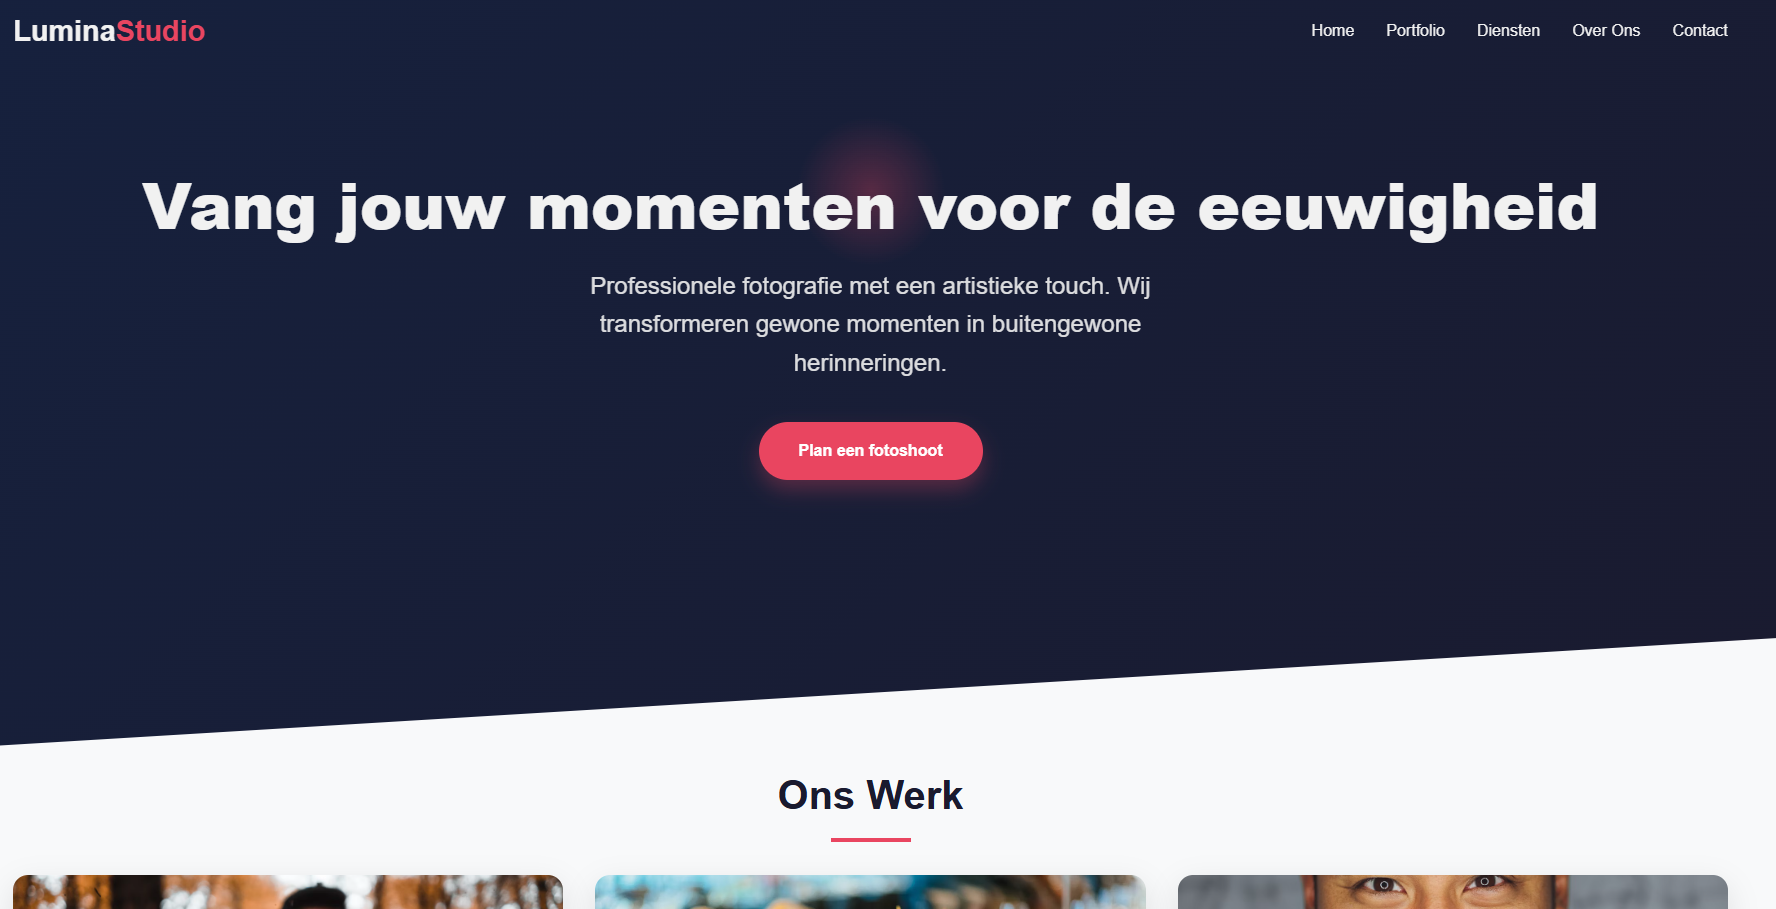 LuminaStudio
Home Portfolio Diensten Over Ons Contact
Vang jouw momenten voor de eeuwigheid
Professionele fotografie met een artistieke touch. Wij
transformeren gewone momenten in buitengewone
herinneringen.
Plan een fotoshoot
Ons Werk